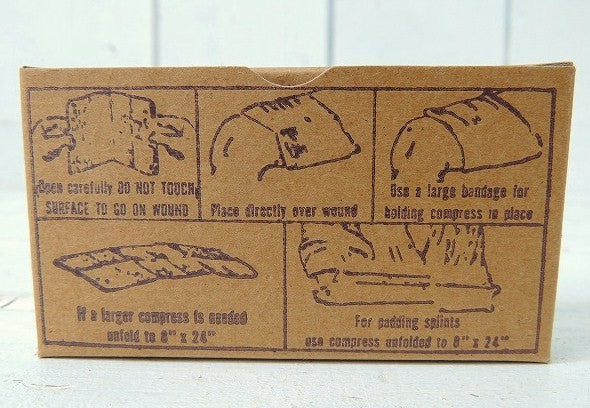 Open carefully DO NOT TOUCH
SURFACE TO GO ON WOUND
Place directly over wound
Use a large bandage for
holding compress in place
If a larger compress is needed
unfold to 8" x 24"
For padding splints
use compress unfolded to 8" x 24"